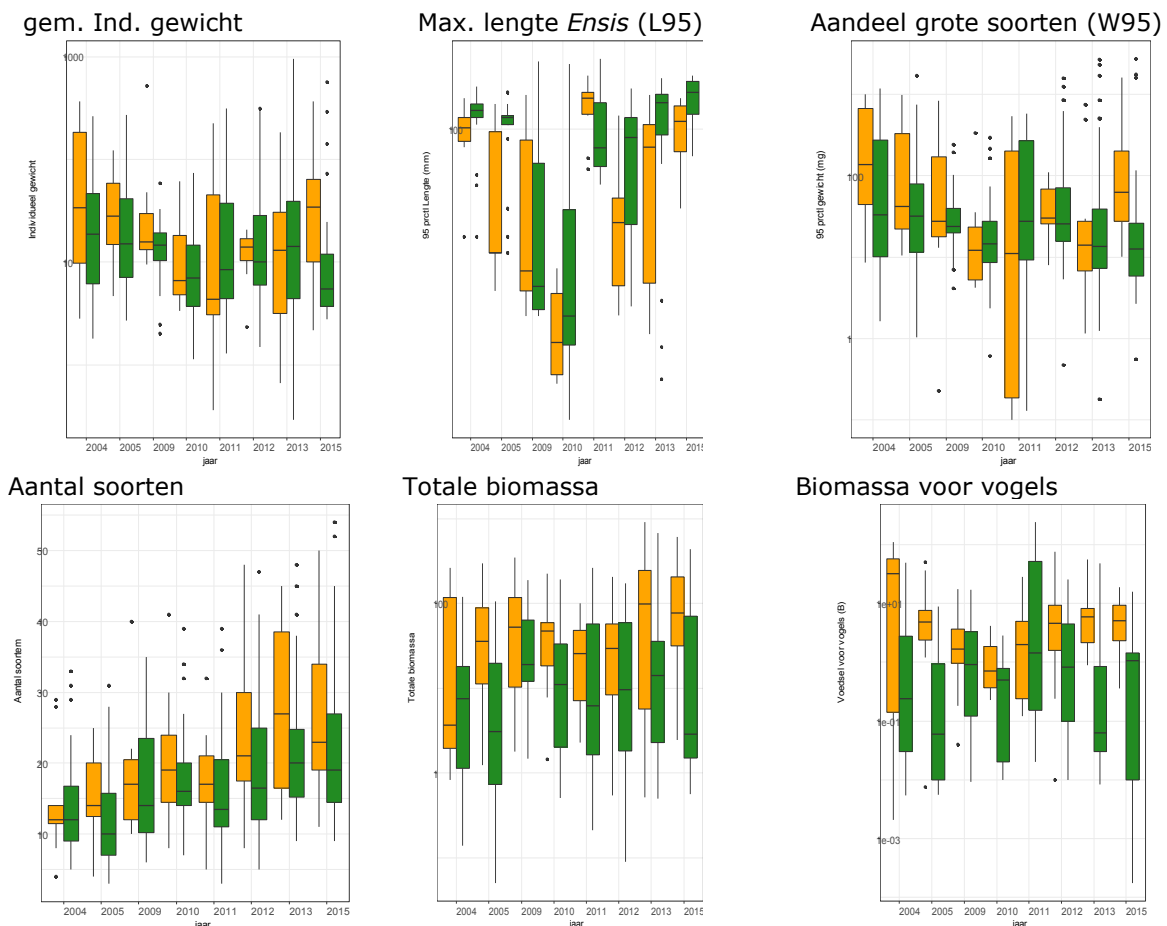 gem. Ind. gewicht
Max. lengte Ensis (L95)
Aandeel grote soorten (W95)
1000
10
Individueel gewicht
2004 2005 2009 2010 2011 2012 2013 2015
jaar
100
95 prctl Lengte (mm)
2004 2005 2009 2010 2011 2012 2013 2015
jaar
100
1
95 prctl gewicht (mg)
2004 2005 2009 2010 2011 2012 2013 2015
jaar
Aantal soorten
Totale biomassa
Biomassa voor vogels
50
40
30
20
10
Aantal soortem
2004 2005 2009 2010 2011 2012 2013 2015
jaar
100
1
Totale biomassa
2004 2005 2009 2010 2011 2012 2013 2015
jaar
1e+01
1e-01
1e-03
Voedsel voor vogels (B)
2004 2005 2009 2010 2011 2012 2013 2015
jaar